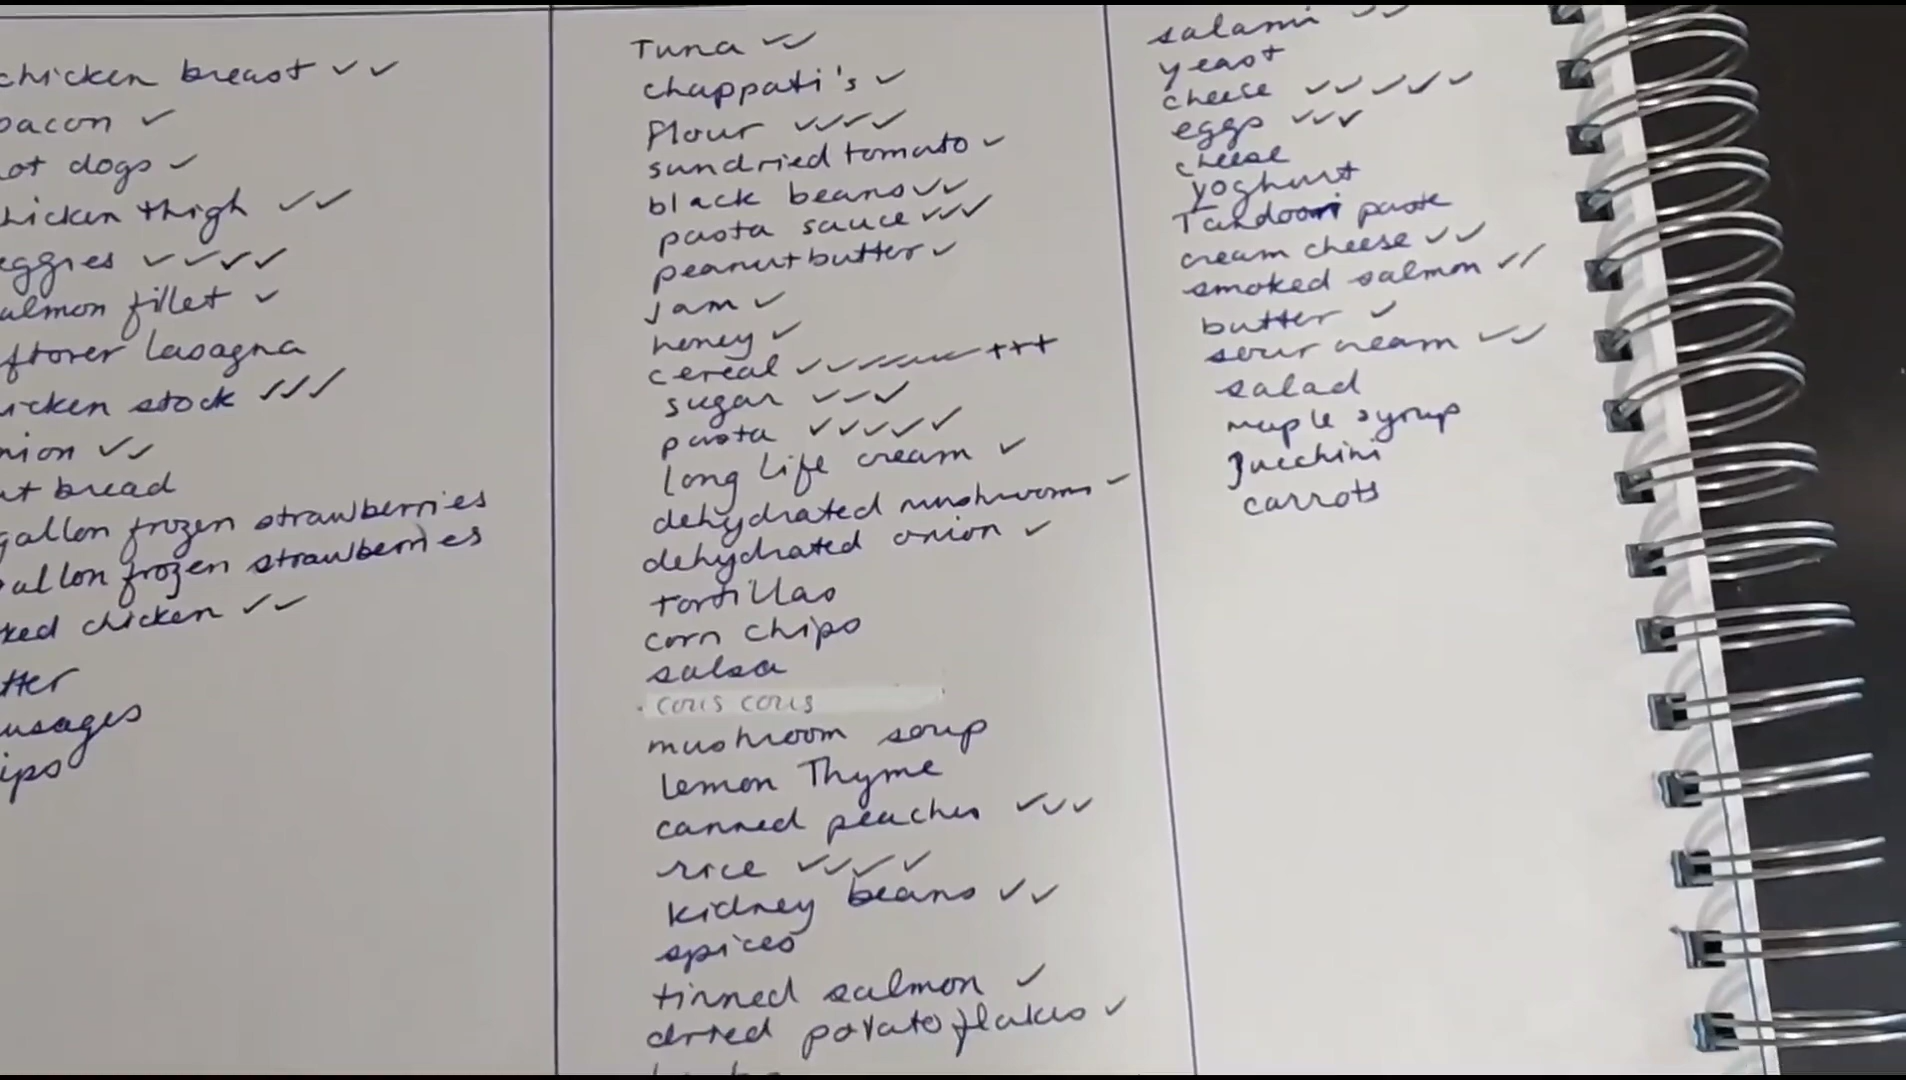 chicken breast ✓✓
bacon ✓
ot dogs ✓
hicken thigh ✓✓
eggies ✓✓✓✓
almon fillet ✓
ftover lasagna
icken stock ✓✓✓
nion ✓✓
ut bread
gallon frozen strawberries
gallon frozen strawberries
ked chicken ✓✓
tter
usages
ips
Tuna ✓✓
chappati's ✓
flour ✓✓✓✓
sundried tomato ✓
black beans ✓✓
pasta sauce ✓✓✓
peanut butter ✓
jam ✓
honey ✓
cereal ✓✓✓✓✓✓ +++
sugar ✓✓✓
pasta ✓✓✓✓✓
long life cream ✓
dehydrated mushrooms ✓
dehydrated onion ✓
tortillas
corn chips
salsa
cous cous
mushroom soup
lemon Thyme
canned peaches ✓✓✓
rice ✓✓✓✓
kidney beans ✓✓
spices
tinned salmon ✓
dried potato flakes ✓
salami ✓✓
yeast
cheese ✓✓✓✓✓
eggs ✓✓✓
cheese
yoghurt
Tandoori paste
cream cheese ✓✓
smoked salmon ✓✓
butter ✓
sour cream ✓✓
salad
maple syrup
zucchini
carrots